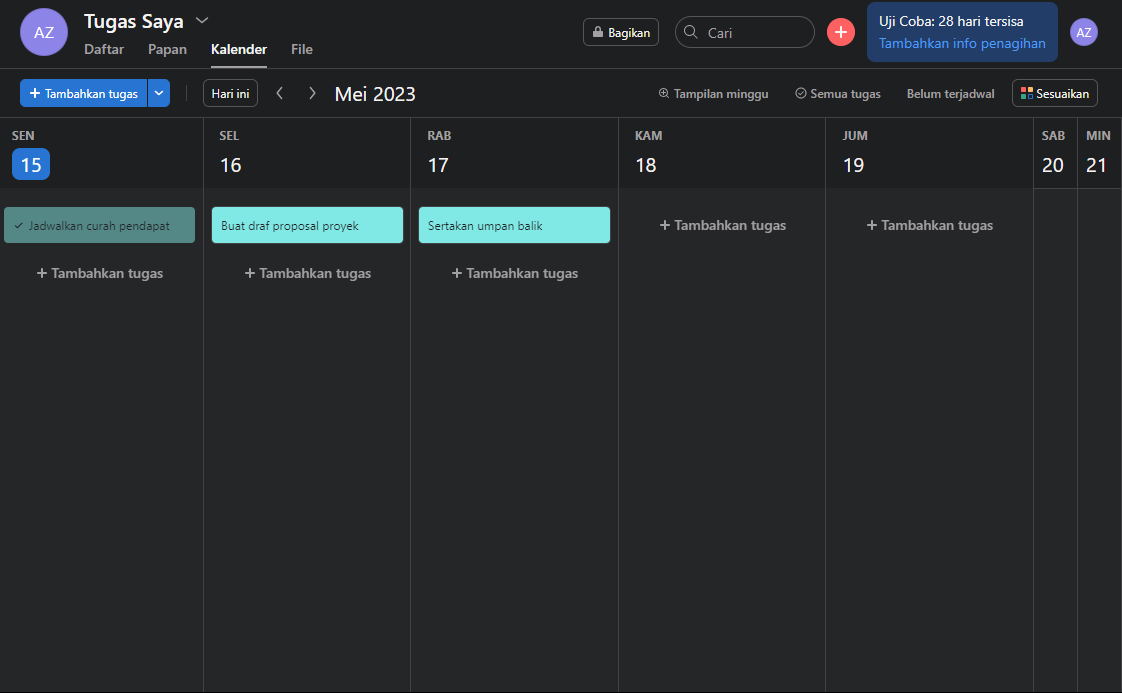 AZ
Tugas Saya
Daftar
Papan
Kalender
File
Bagikan
Cari
Uji Coba: 28 hari tersisa
Tambahkan info penagihan
AZ
Tambahkan tugas
Hari ini
Mei 2023
Tampilan minggu
Semua tugas
Belum terjadwal
Sesuaikan
SEN
15
SEL
16
RAB
17
KAM
18
JUM
19
SAB
20
MIN
21
Jadwalkan curah pendapat
Buat draf proposal proyek
Sertakan umpan balik
+ Tambahkan tugas
+ Tambahkan tugas
+ Tambahkan tugas
+ Tambahkan tugas
+ Tambahkan tugas